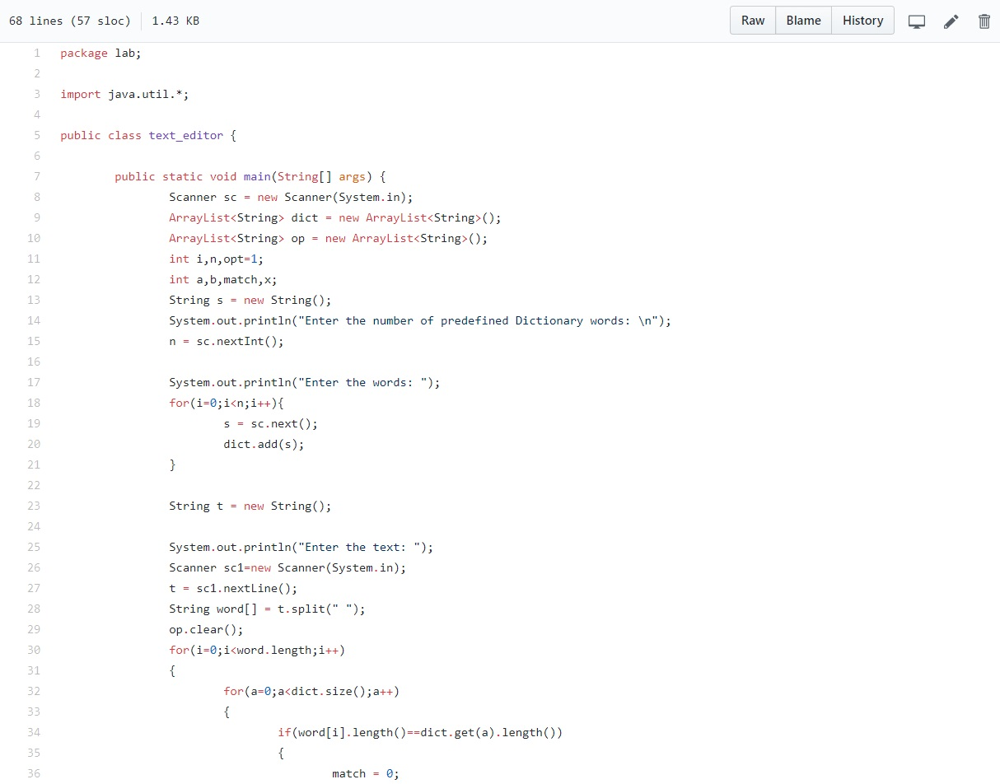 68 lines (57 sloc) 1.43 KB Raw Blame History
1 package lab;
2
3 import java.util.*;
4
5 public class text_editor {
6
7 public static void main(String[] args) {
8 Scanner sc = new Scanner(System.in);
9 ArrayList<String> dict = new ArrayList<String>();
10 ArrayList<String> op = new ArrayList<String>();
11 int i,n,opt=1;
12 int a,b,match,x;
13 String s = new String();
14 System.out.println("Enter the number of predefined Dictionary words: \n");
15 n = sc.nextInt();
16
17 System.out.println("Enter the words: ");
18 for(i=0;i<n;i++){
19 s = sc.next();
20 dict.add(s);
21 }
22
23 String t = new String();
24
25 System.out.println("Enter the text: ");
26 Scanner sc1=new Scanner(System.in);
27 t = sc1.nextLine();
28 String word[] = t.split(" ");
29 op.clear();
30 for(i=0;i<word.length;i++)
31 {
32 for(a=0;a<dict.size();a++)
33 {
34 if(word[i].length()==dict.get(a).length())
35 {
36 match = 0;